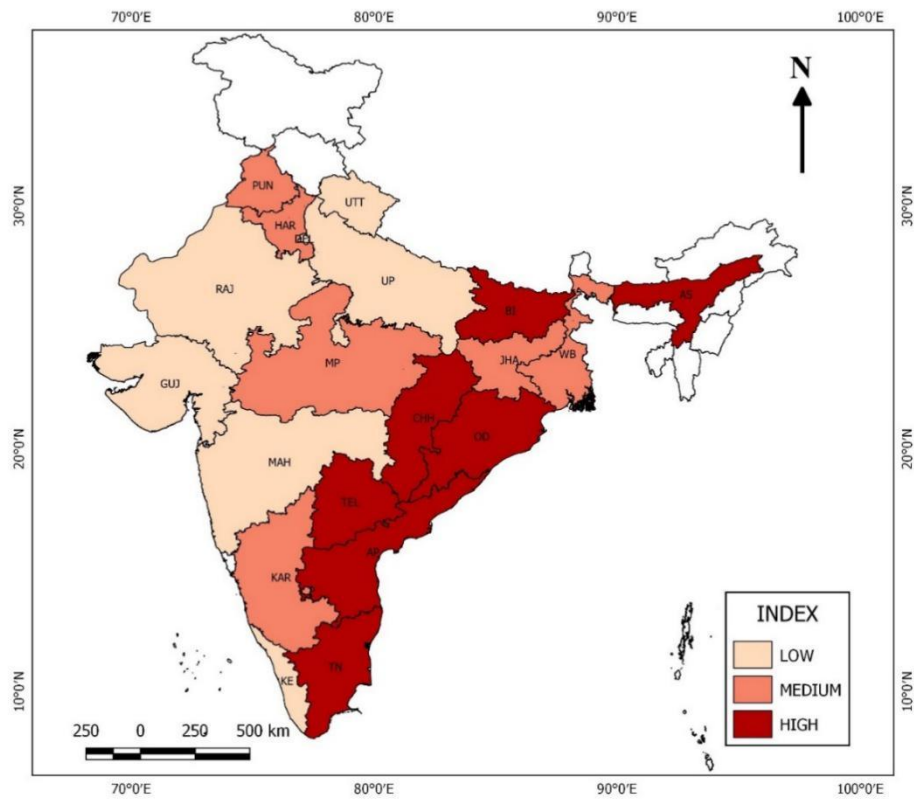 70°0'E 80°0'E 90°0'E 100°0'E
N
30°0'N 30°0'N
PUN
UTT
HAR
RAJ
UP
AS
BI
MP
JHA
WB
GUJ
CHH
OD
20°0'N 20°0'N
MAH
TEL
AP
KAR
INDEX
LOW
MEDIUM
HIGH
TN
KE
10°0'N 10°0'N
250 0 250 500 km
70°0'E 80°0'E 90°0'E 100°0'E